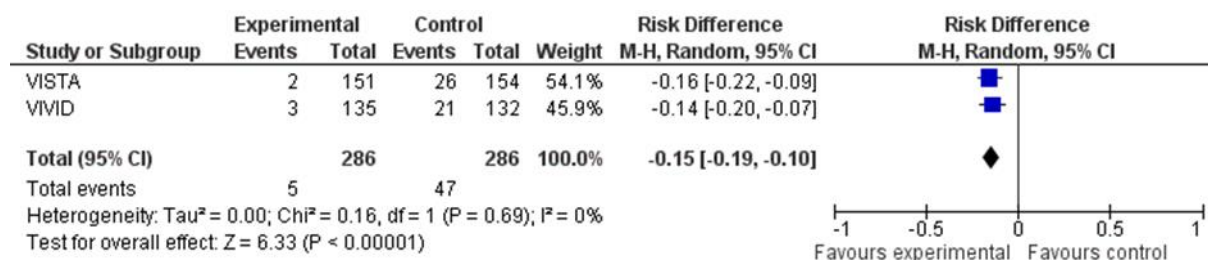 Experimental Control Risk Difference Risk Difference
Study or Subgroup Events Total Events Total Weight M-H, Random, 95% CI M-H, Random, 95% CI
VISTA 2 151 26 154 54.1% -0.16 [-0.22, -0.09]
VIVID 3 135 21 132 45.9% -0.14 [-0.20, -0.07]
Total (95% CI) 286 286 100.0% -0.15 [-0.19, -0.10]
Total events 5 47
Heterogeneity: Tau² = 0.00; Chi² = 0.16, df = 1 (P = 0.69); I² = 0%
Test for overall effect: Z = 6.33 (P < 0.00001)
-1 -0.5 0 0.5 1
Favours experimental Favours control